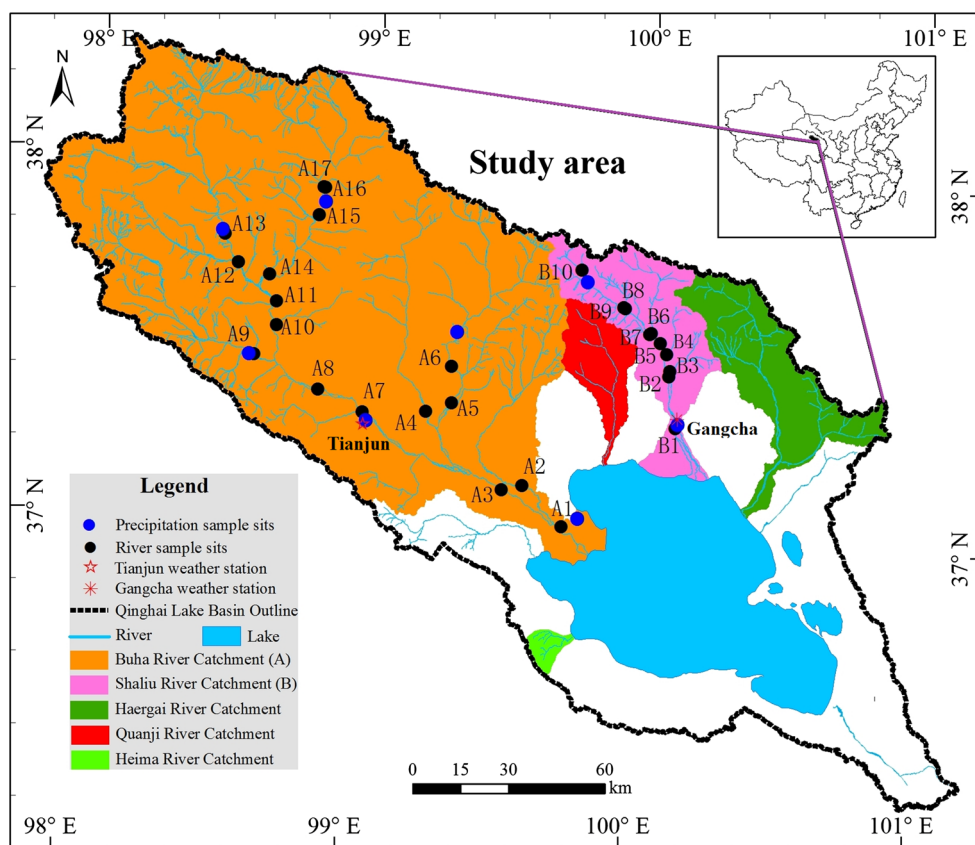 98° E
99° E
100° E
101° E
N
38° N
38° N
Study area
A17
A16
A15
A13
A12
A14
A11
A10
A9
A8
A7
A6
A5
A4
A3
A2
A1
B10
B8
B9
B6
B7
B4
B5
B3
B2
B1
Tianjun
Gangcha
37° N
37° N
Legend
Precipitation sample sits
River sample sits
Tianjun weather station
Gangcha weather station
Qinghai Lake Basin Outline
River
Lake
Buha River Catchment (A)
Shaliu River Catchment (B)
Haergai River Catchment
Quanji River Catchment
Heima River Catchment
0 15 30 60
km
98° E
99° E
100° E
101° E